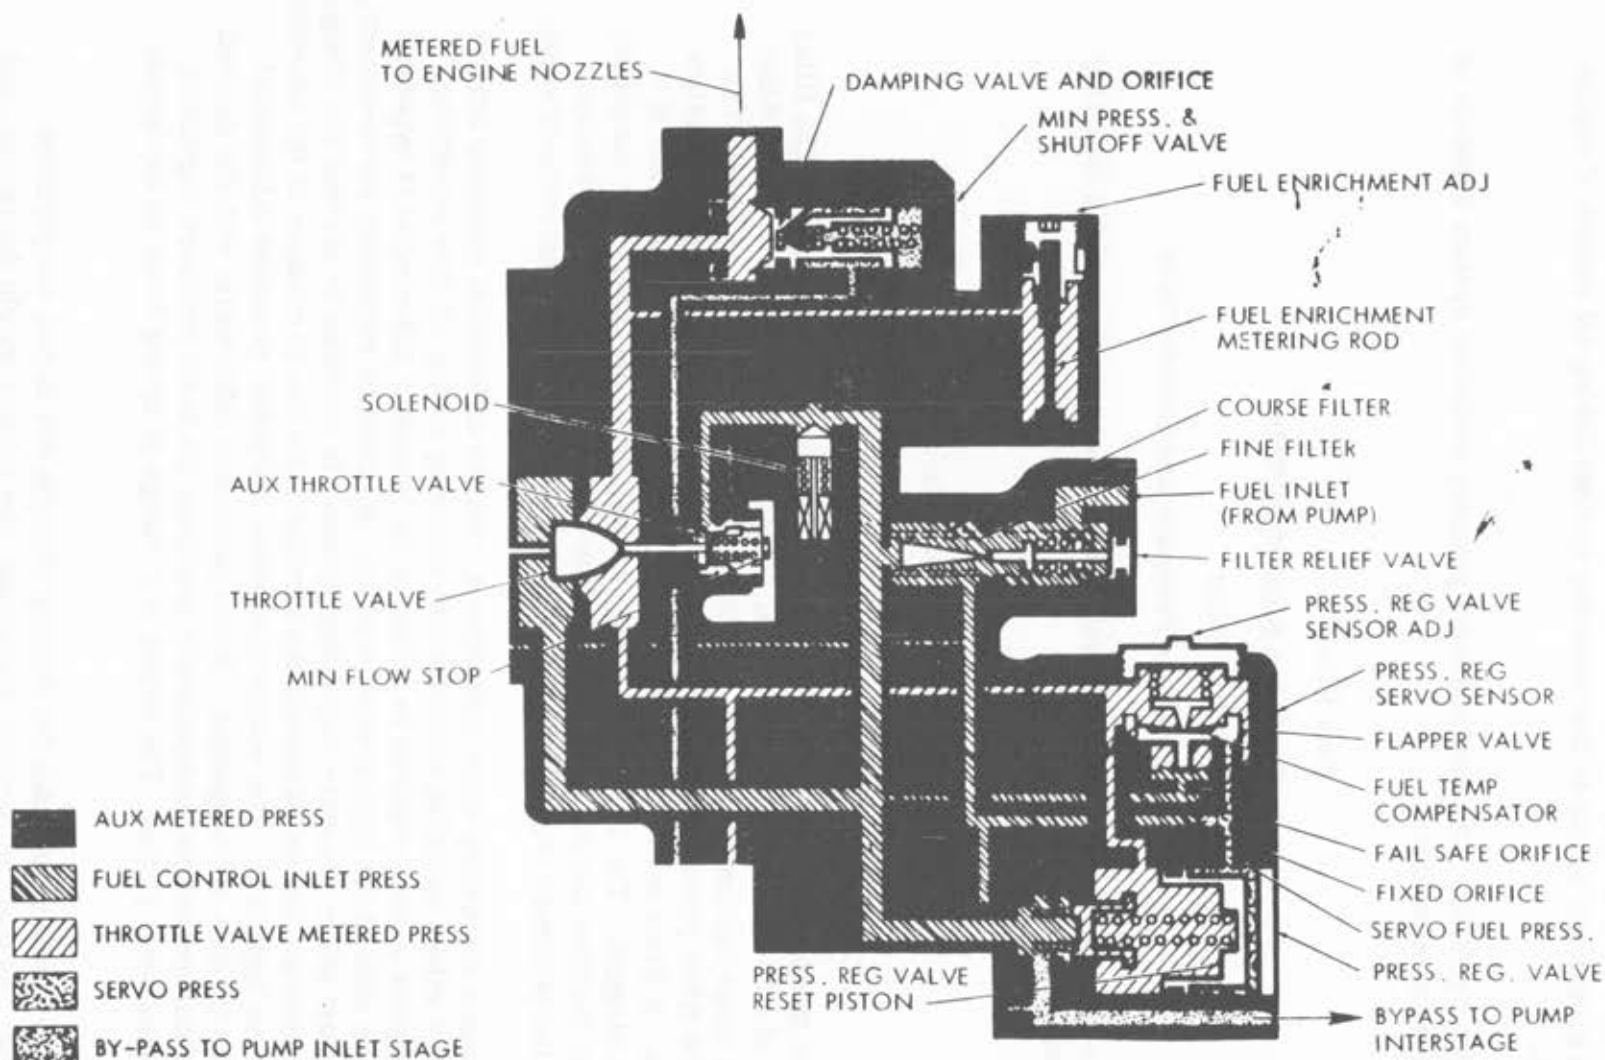 METERED FUEL
TO ENGINE NOZZLES
DAMPING VALVE AND ORIFICE
MIN PRESS. &
SHUTOFF VALVE
FUEL ENRICHMENT ADJ
FUEL ENRICHMENT
METERING ROD
SOLENOID
COURSE FILTER
FINE FILTER
AUX THROTTLE VALVE
FUEL INLET
(FROM PUMP)
FILTER RELIEF VALVE
THROTTLE VALVE
PRESS. REG VALVE
SENSOR ADJ
MIN FLOW STOP
PRESS. REG
SERVO SENSOR
FLAPPER VALVE
FUEL TEMP
COMPENSATOR
AUX METERED PRESS
FAIL SAFE ORIFICE
FUEL CONTROL INLET PRESS
FIXED ORIFICE
THROTTLE VALVE METERED PRESS
SERVO FUEL PRESS.
PRESS. REG VALVE
RESET PISTON
PRESS. REG. VALVE
SERVO PRESS
BYPASS TO PUMP
INTERSTAGE
BY-PASS TO PUMP INLET STAGE